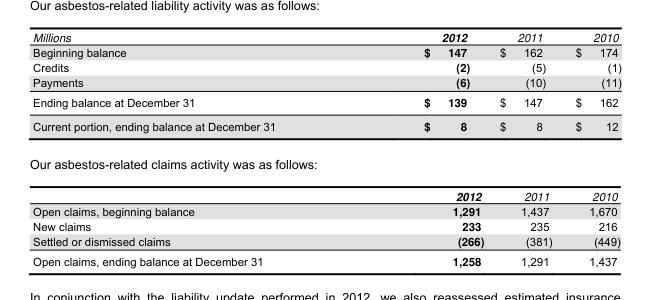 Our asbestos-related liability activity was as follows:
Millions 2012 2011 2010
Beginning balance $ 147 $ 162 $ 174
Credits (2) (5) (1)
Payments (6) (10) (11)
Ending balance at December 31 $ 139 $ 147 $ 162
Current portion, ending balance at December 31 $ 8 $ 8 $ 12
Our asbestos-related claims activity was as follows:
2012 2011 2010
Open claims, beginning balance 1,291 1,437 1,670
New claims 233 235 216
Settled or dismissed claims (266) (381) (449)
Open claims, ending balance at December 31 1,258 1,291 1,437
In conjunction with the liability update performed in 2012, we also reassessed estimated insurance